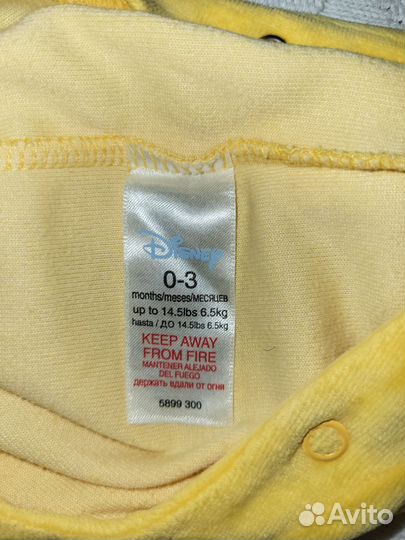 Disney
0-3
months/meses/МЕСЯЦЕВ
up to 14.5lbs 6.5kg
hasta / ДО 14.5lbs 6.5kg
KEEP AWAY
FROM FIRE
MANTENER ALEJADO
DEL FUEGO
держать вдали от огня
5899 300
Avito